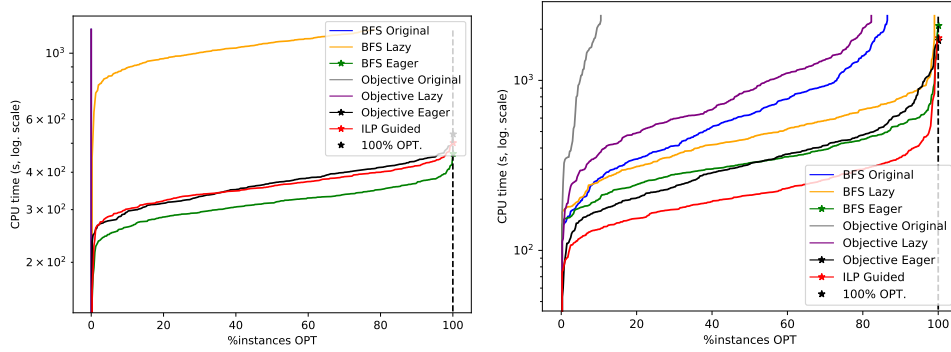 CPU time (s, log. scale)
10³
6 × 10²
4 × 10²
3 × 10²
2 × 10²
0
20
40
60
80
100
%instances OPT
BFS Original
BFS Lazy
BFS Eager
Objective Original
Objective Lazy
Objective Eager
ILP Guided
100% OPT.
CPU time (s, log. scale)
10³
10²
0
20
40
60
80
100
%instances OPT
BFS Original
BFS Lazy
BFS Eager
Objective Original
Objective Lazy
Objective Eager
ILP Guided
100% OPT.